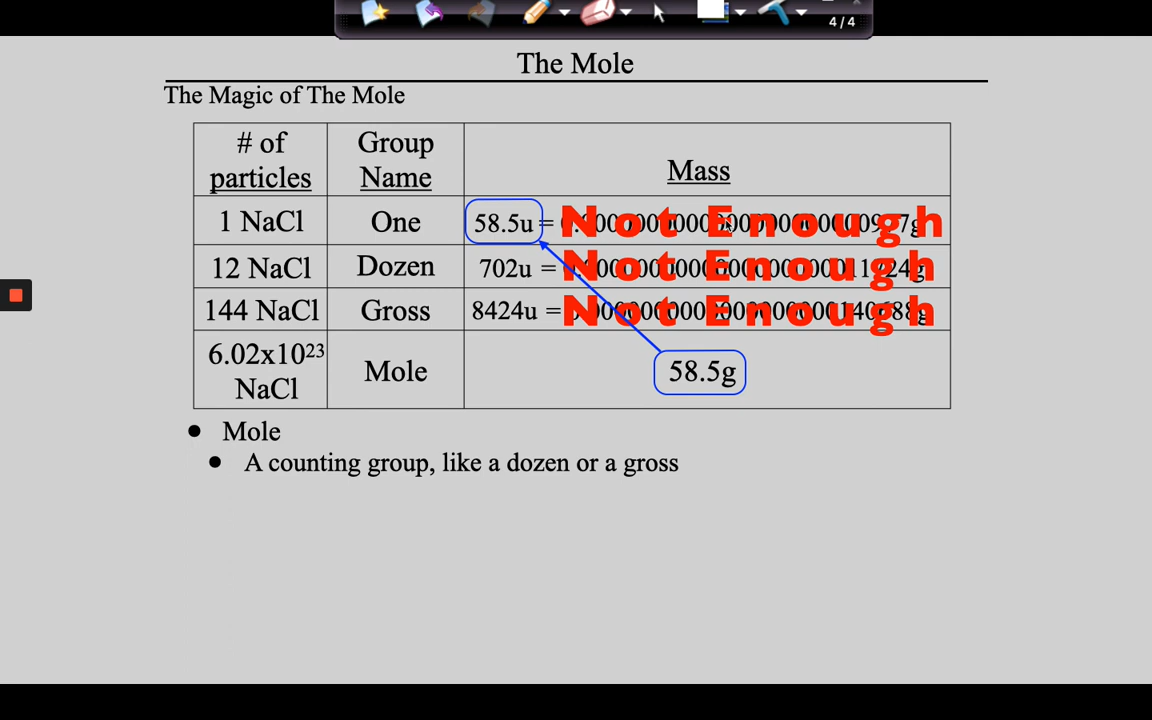 4/4
The Mole
The Magic of The Mole
# of particles
Group Name
Mass
1 NaCl One 58.5u = Not Enough
12 NaCl Dozen 702u = Not Enough
144 NaCl Gross 8424u = Not Enough
6.02x10²³ NaCl Mole 58.5g
● Mole
● A counting group, like a dozen or a gross